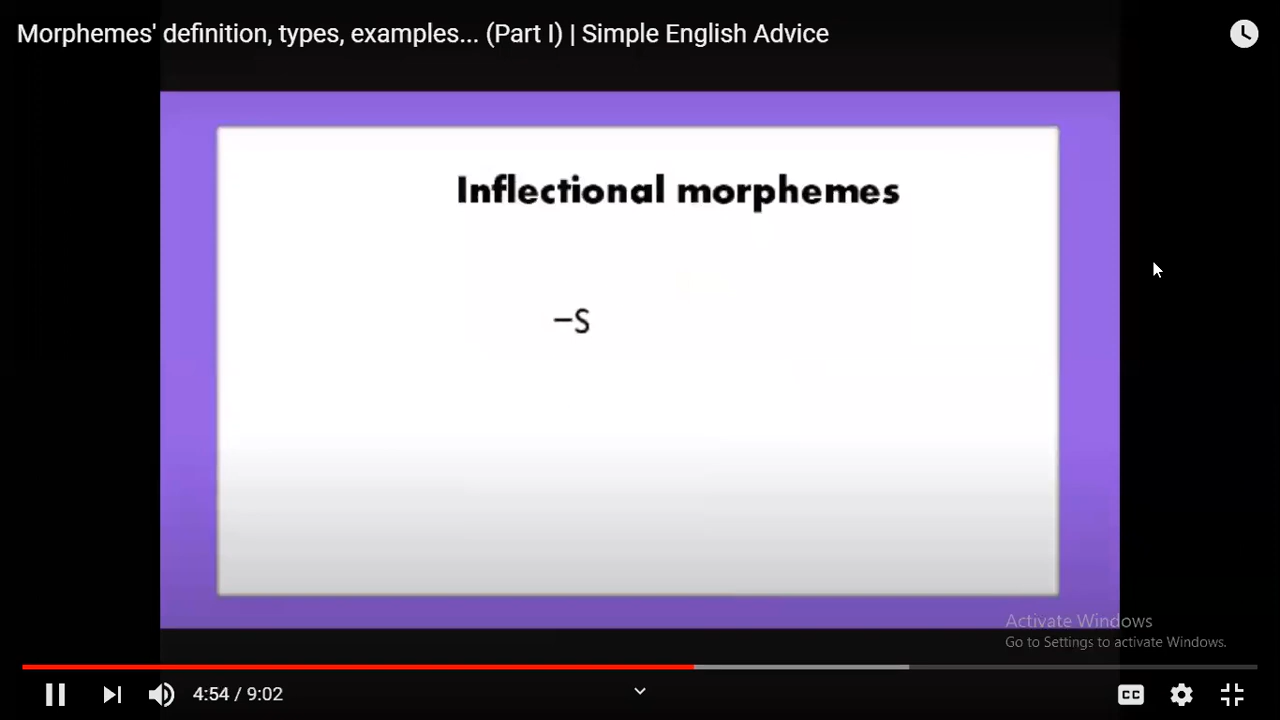 Morphemes' definition, types, examples... (Part I) | Simple English Advice
Inflectional morphemes
–S
Activate Windows
Go to Settings to activate Windows.
4:54 / 9:02
CC